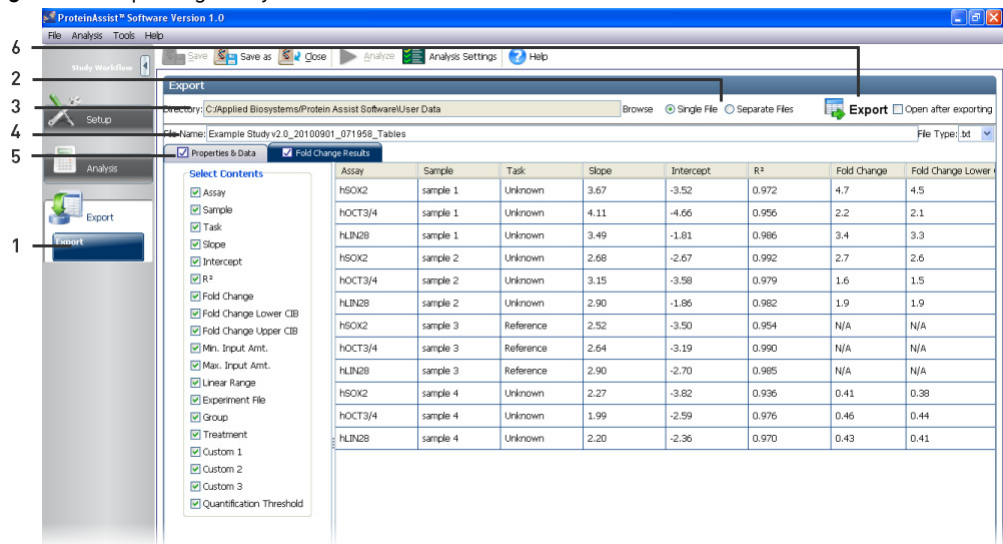 ProteinAssist™ Software Version 1.0
File Analysis Tools Help
6
Study Workflow
Save Save as Close Analyze Analysis Settings Help
2
Export
3
Directory: C:/Applied Biosystems/Protein Assist Software\User Data Browse Single File Separate Files Export Open after exporting
Setup
4
File Name: Example Study v2.0_20100901_071958_Tables File Type: .txt
5
Properties & Data Fold Change Results
Analysis
Select Contents
Assay
Sample
Task
Slope
Intercept
R²
Fold Change
Fold Change Lower CIB
Fold Change Upper CIB
Min. Input Amt.
Max. Input Amt.
Linear Range
Experiment File
Group
Treatment
Custom 1
Custom 2
Custom 3
Quantification Threshold
Export
1
Export
Assay Sample Task Slope Intercept R² Fold Change Fold Change Lower
hSOX2 sample 1 Unknown 3.67 -3.52 0.972 4.7 4.5
hOCT3/4 sample 1 Unknown 4.11 -4.66 0.956 2.2 2.1
hLIN28 sample 1 Unknown 3.49 -1.81 0.986 3.4 3.3
hSOX2 sample 2 Unknown 2.68 -2.67 0.992 2.7 2.6
hOCT3/4 sample 2 Unknown 3.15 -3.58 0.979 1.6 1.5
hLIN28 sample 2 Unknown 2.90 -1.86 0.982 1.9 1.9
hSOX2 sample 3 Reference 2.52 -3.50 0.954 N/A N/A
hOCT3/4 sample 3 Reference 2.64 -3.19 0.990 N/A N/A
hLIN28 sample 3 Reference 2.90 -2.70 0.985 N/A N/A
hSOX2 sample 4 Unknown 2.27 -3.82 0.936 0.41 0.38
hOCT3/4 sample 4 Unknown 1.99 -2.59 0.976 0.46 0.44
hLIN28 sample 4 Unknown 2.20 -2.36 0.970 0.43 0.41